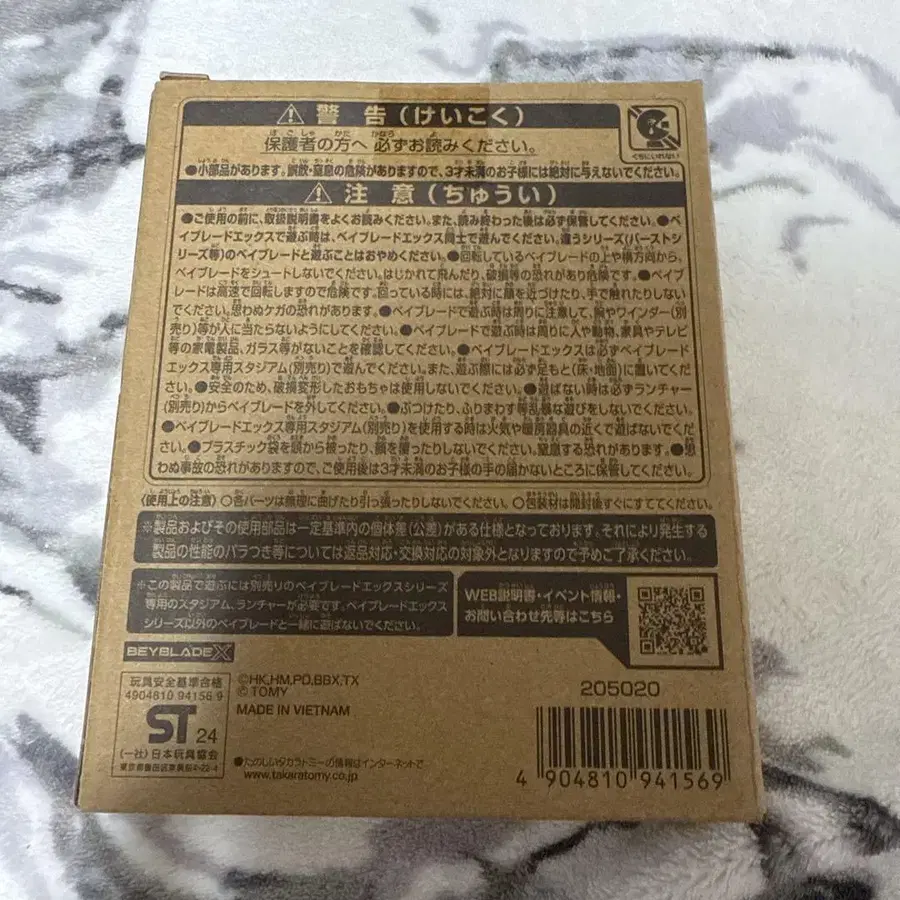 ⚠ 警告(けいこく)
保護者の方へ 必ずお読みください。
くちにいれない
●小部品があります。誤飲・窒息の危険がありますので、3才未満のお子様には絶対に与えないでください。
⚠ 注意(ちゅうい)
●ご使用の前に、取扱説明書をよくお読みください。また、読み終わった後は必ず保管してください。●ベイ
ブレードエックスで遊ぶ時は、ベイブレードエックス同士で遊んでください。違うシリーズ(バースト
シリーズ等)のベイブレードと遊ぶことはおやめください。●回転しているベイブレードの上や横方向から、
ベイブレードをシュートしないでください。はじかれて飛んだり、破損等の恐れがあり危険です。●ベイブ
レードは高速で回転しますので危険です。回っている時には、絶対に顔を近づけたり、手で触れたりしない
でください。思わぬケガの恐れがあります。●ベイブレードで遊ぶ時は周りに注意して、腕やワインダー(別
売り)等が人に当たらないようにしてください。●ベイブレードで遊ぶ時は周りに人や動物、家具やテレビ
等の家電製品、ガラス等がないことを確認してください。●ベイブレードエックスは必ずベイブレード
エックス専用スタジアム(別売り)で遊んでください。また、遊ぶ際には必ず足もと(床・地面)に置いてくだ
さい。●安全のため、破損変形したおもちゃは使用しないでください。●遊ばない時は必ずランチャー
(別売り)からベイブレードを外してください。●ぶつけたり、ふりまわす等乱暴な遊びをしないでください。
●ベイブレードエックス専用スタジアム(別売り)を使用する時は火気や暖房器具の近くで遊ばないでくだ
さい。●プラスチック袋を頭から被ったり、顔を覆ったりしないでください。窒息する恐れがあります。●思
わぬ事故の恐れがありますので、ご使用後は3才未満のお子様の手の届かないところに保管してください。
〈使用上の注意〉○各パーツは無理に曲げたり引っ張ったりしないでください。○包装材は開封後すぐにすててください。
※製品およびその使用部品は一定基準内の個体差(公差)がある仕様となっております。それにより発生する
製品の性能のバラつき等については返品対応・交換対応の対象外となりますので予めご了承ください。
※この製品で遊ぶには別売りのベイブレードエックスシリーズ
専用のスタジアム、ランチャーが必要です。ベイブレードエックス
シリーズ以外のベイブレードと一緒に遊ばないでください。
WEB説明書・イベント情報・
お問い合わせ先等はこちら
BEYBLADE X
玩具安全基準合格
4904810 94156 9
ST 24
(一社)日本玩具協会
東京都墨田区東駒形4-22-4
©HK,HM,PD,BBX,TX
© TOMY
MADE IN VIETNAM
●たのしいタカラトミーの情報はインターネットで
www.takaratomy.co.jp
205020
4 904810 941569